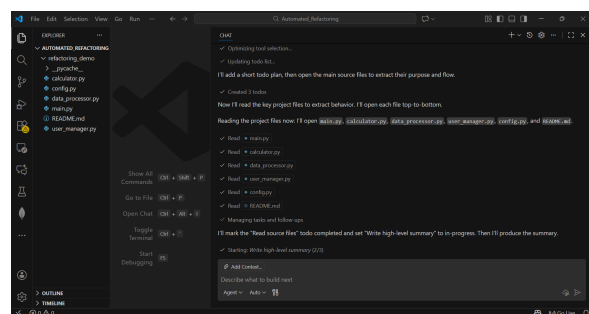 File Edit Selection View Go Run ...
Automated_Refactoring
EXPLORER ...
AUTOMATED_REFACTORING
refactoring_demo
__pycache__
calculator.py
config.py
data_processor.py
main.py
README.md
user_manager.py
OUTLINE
TIMELINE
Show All Commands Ctrl + Shift + P
Go to File Ctrl + P
Open Chat Ctrl + Alt + I
Toggle Terminal Ctrl + `
Start Debugging F5
CHAT
Optimizing tool selection...
Updating todo list...
I'll add a short todo plan, then open the main source files to extract their purpose and flow.
Created 3 todos
Now I'll read the key project files to extract behavior. I'll open each file top-to-bottom.
Reading the project files now: I'll open main.py, calculator.py, data_processor.py, user_manager.py, config.py, and README.md.
Read main.py
Read calculator.py
Read data_processor.py
Read user_manager.py
Read config.py
Read README.md
Managing tasks and follow-ups
I'll mark the "Read source files" todo completed and set "Write high-level summary" to in-progress. Then I'll produce the summary.
Starting: Write high-level summary (2/3)
Add Context...
Describe what to build next
Agent Auto
0 0
Go Live